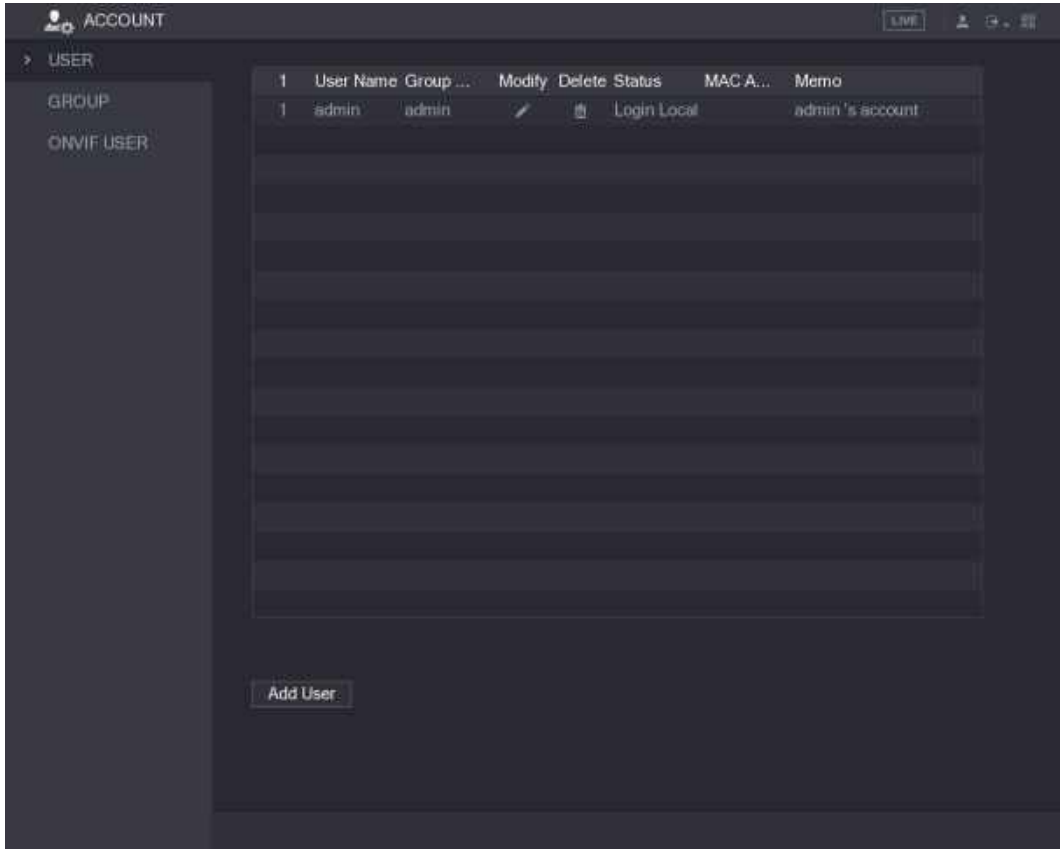 ACCOUNT LIVE
> USER
GROUP
ONVIF USER
1 User Name Group ... Modify Delete Status MAC A... Memo
1 admin admin Login Local admin 's account
Add User